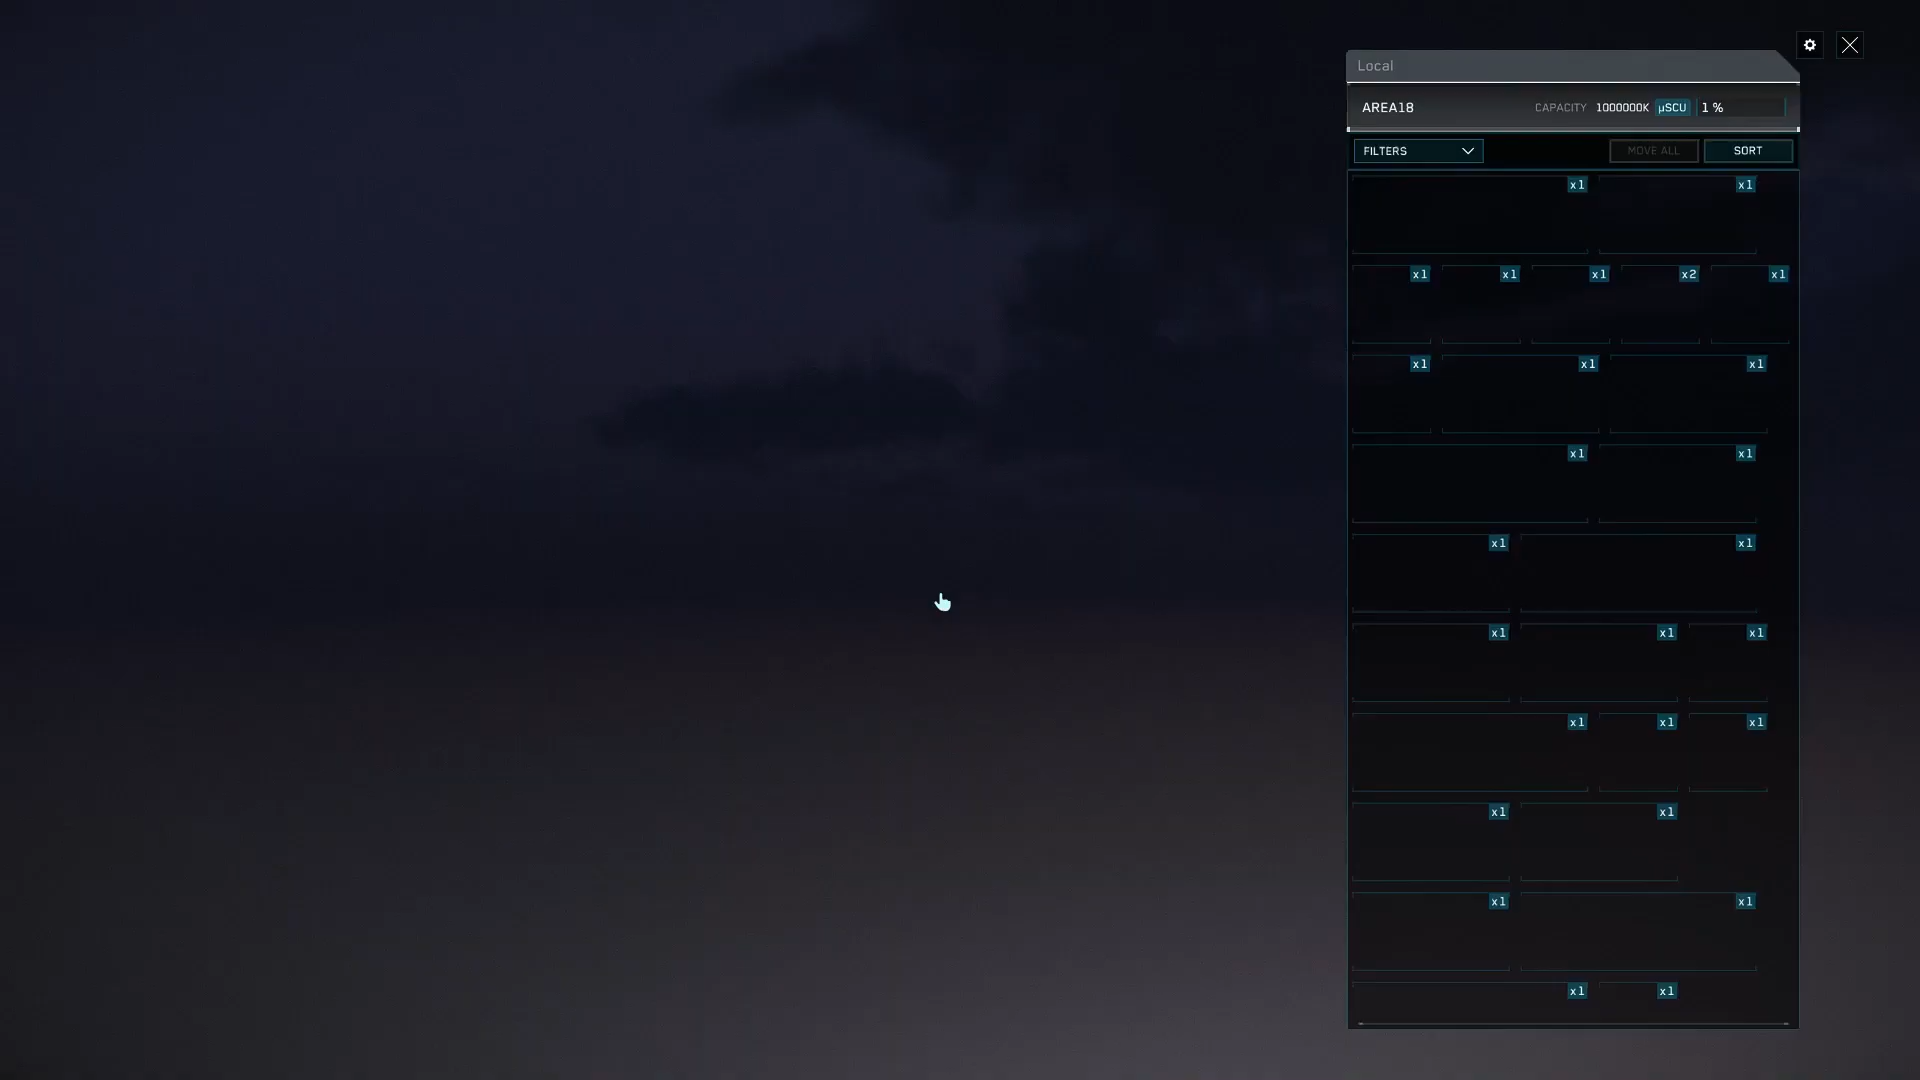 Local
AREA18 CAPACITY 1000000K µSCU 1 %
FILTERS MOVE ALL SORT
x1 x1
x1 x1 x1 x2 x1
x1 x1 x1
x1 x1
x1 x1
x1 x1 x1
x1 x1 x1
x1 x1
x1 x1
x1 x1